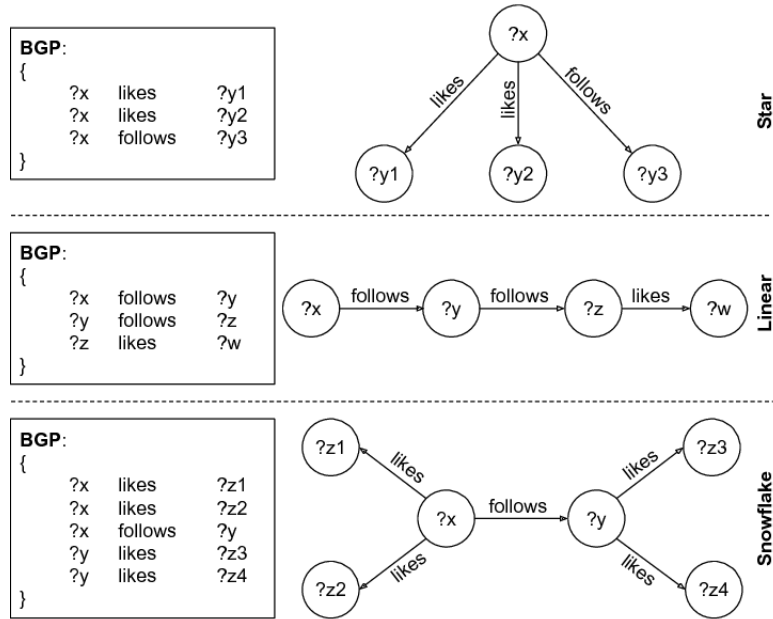 BGP:
{
?x likes ?y1
?x likes ?y2
?x follows ?y3
}
?x
likes
likes
follows
?y1
?y2
?y3
Star
BGP:
{
?x follows ?y
?y follows ?z
?z likes ?w
}
?x
follows
?y
follows
?z
likes
?w
Linear
BGP:
{
?x likes ?z1
?x likes ?z2
?x follows ?y
?y likes ?z3
?y likes ?z4
}
?z1
likes
?x
likes
?z2
follows
?y
likes
?z3
likes
?z4
Snowflake